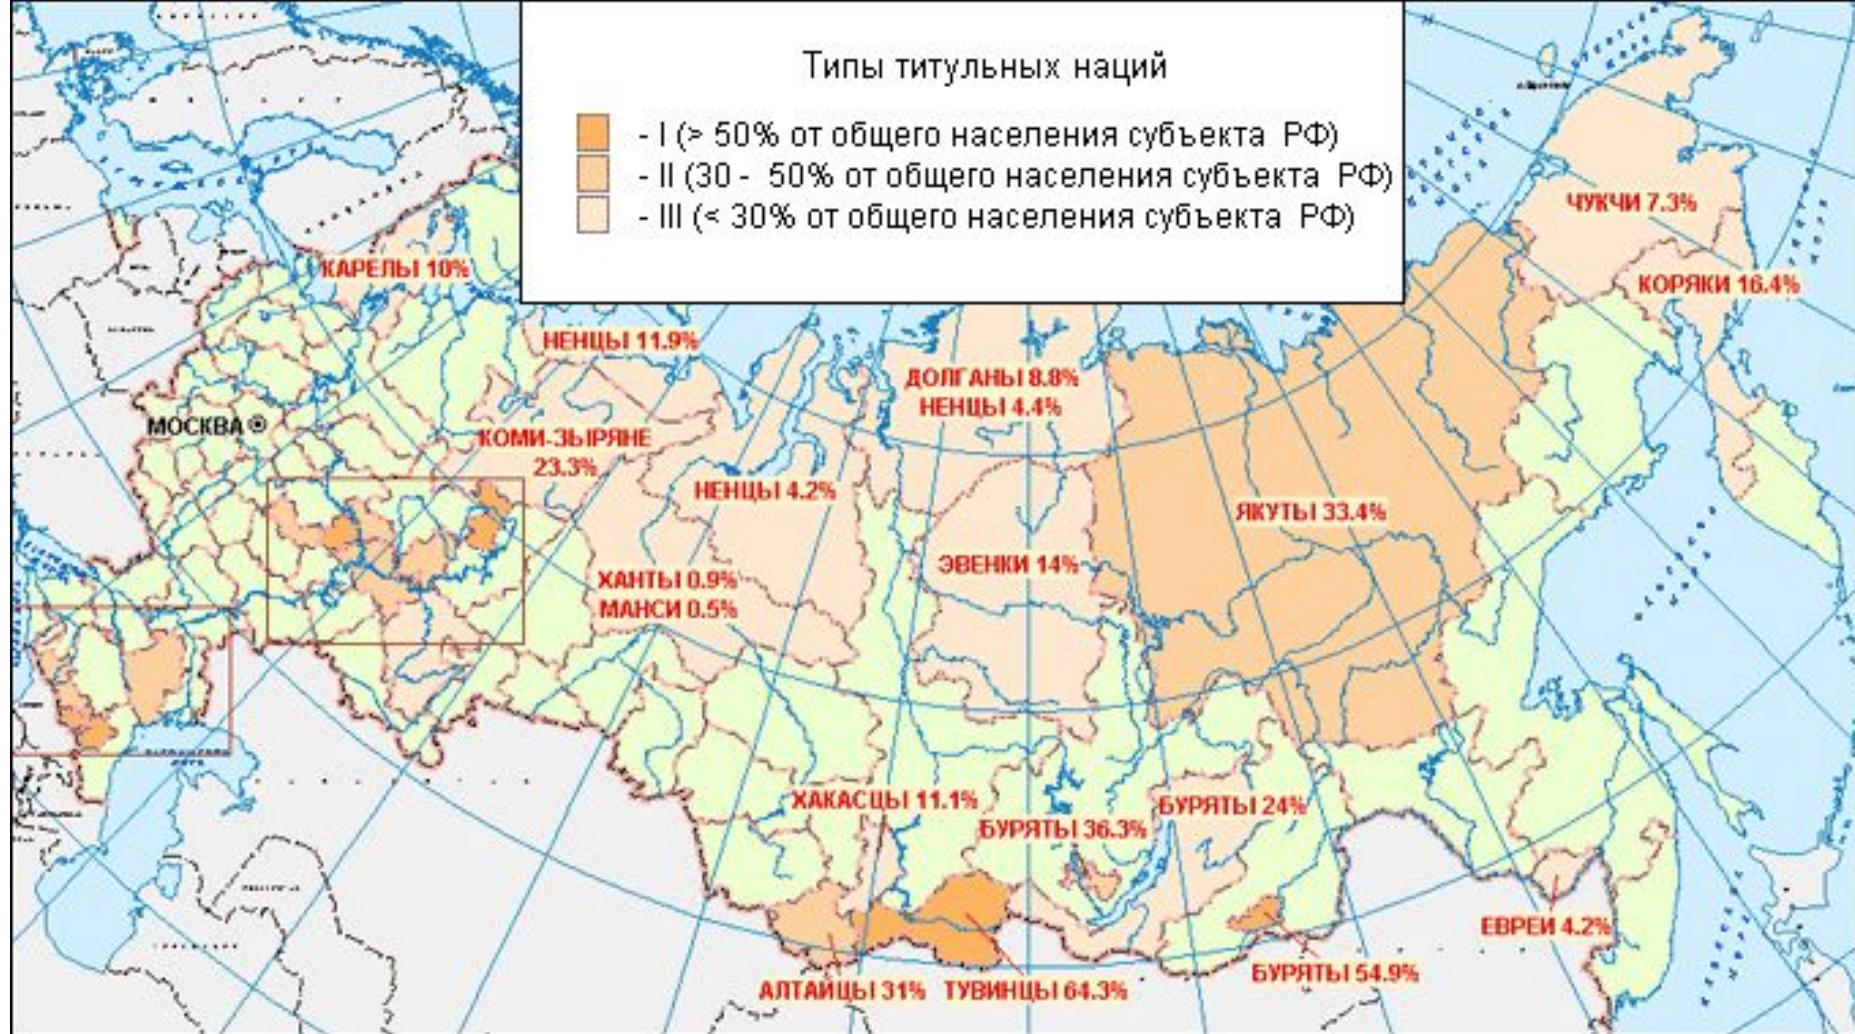 Типы титульных наций
- I (> 50% от общего населения субъекта РФ)
- II (30 - 50% от общего населения субъекта РФ)
- III (< 30% от общего населения субъекта РФ)
ЧУКЧИ 7.3%
КАРЕЛЫ 10%
КОРЯКИ 16.4%
НЕНЦЫ 11.9%
ДОЛГАНЫ 8.8%
НЕНЦЫ 4.4%
МОСКВА
КОМИ-ЗЫРЯНЕ
23.3%
НЕНЦЫ 4.2%
ЯКУТЫ 33.4%
ЭВЕНКИ 14%
ХАНТЫ 0.9%
МАНСИ 0.5%
ХАКАСЦЫ 11.1%
БУРЯТЫ 36.3%
БУРЯТЫ 24%
ЕВРЕИ 4.2%
БУРЯТЫ 54.9%
АЛТАЙЦЫ 31%
ТУВИНЦЫ 64.3%